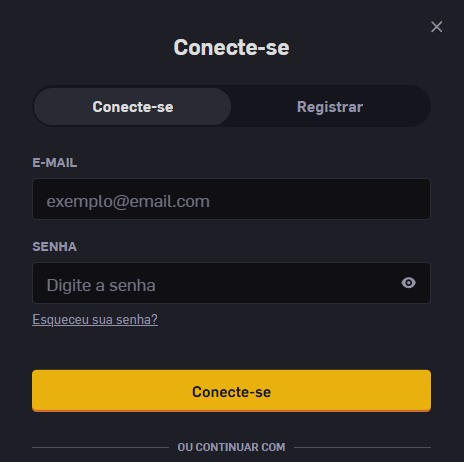 Conecte-se
Conecte-se Registrar
E-MAIL
exemplo@email.com
SENHA
Digite a senha
Esqueceu sua senha?
Conecte-se
OU CONTINUAR COM